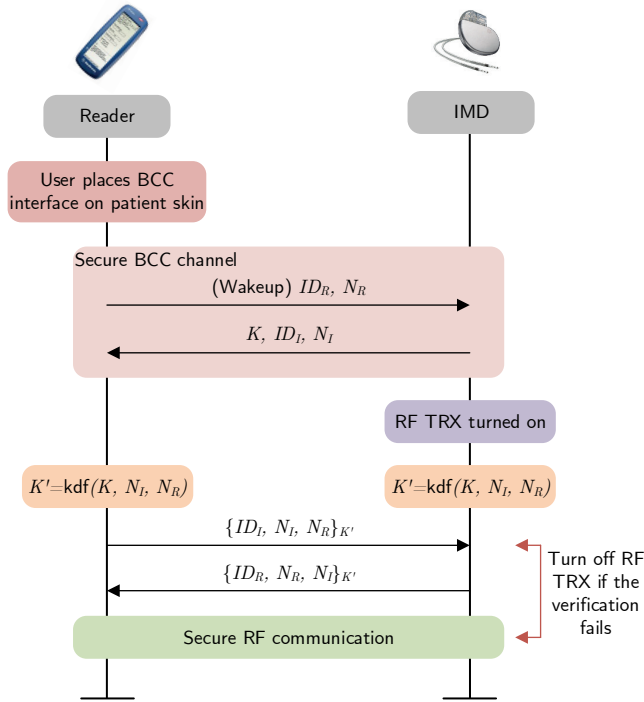 Reader
IMD
User places BCC
interface on patient skin
Secure BCC channel
(Wakeup) ID_R, N_R
K, ID_I, N_I
RF TRX turned on
K'=kdf(K, N_I, N_R)
K'=kdf(K, N_I, N_R)
{ID_I, N_I, N_R}_K'
{ID_R, N_R, N_I}_K'
Turn off RF
TRX if the
verification
fails
Secure RF communication